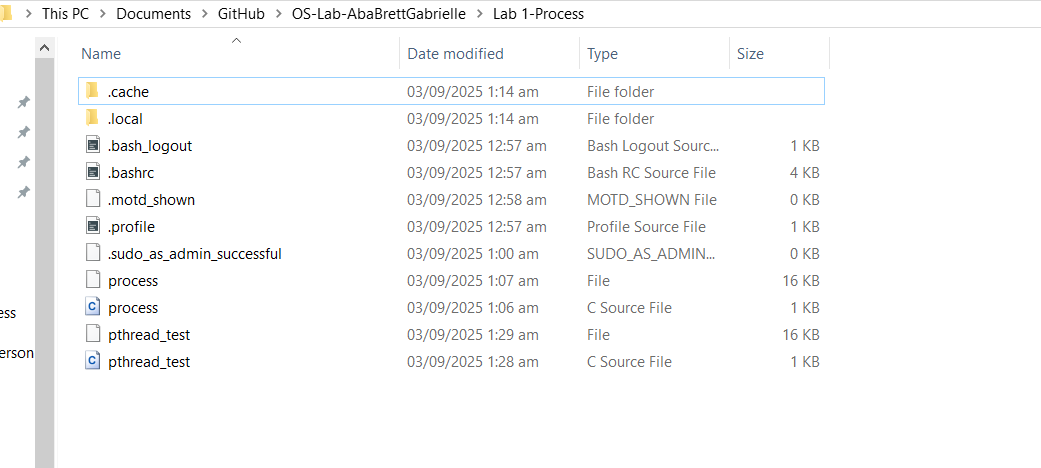 This PC > Documents > GitHub > OS-Lab-AbaBrettGabrielle > Lab 1-Process
Name Date modified Type Size
.cache 03/09/2025 1:14 am File folder
.local 03/09/2025 1:14 am File folder
.bash_logout 03/09/2025 12:57 am Bash Logout Sourc... 1 KB
.bashrc 03/09/2025 12:57 am Bash RC Source File 4 KB
.motd_shown 03/09/2025 12:58 am MOTD_SHOWN File 0 KB
.profile 03/09/2025 12:57 am Profile Source File 1 KB
.sudo_as_admin_successful 03/09/2025 1:00 am SUDO_AS_ADMIN... 0 KB
process 03/09/2025 1:07 am File 16 KB
ess process 03/09/2025 1:06 am C Source File 1 KB
pthread_test 03/09/2025 1:29 am File 16 KB
erson pthread_test 03/09/2025 1:28 am C Source File 1 KB